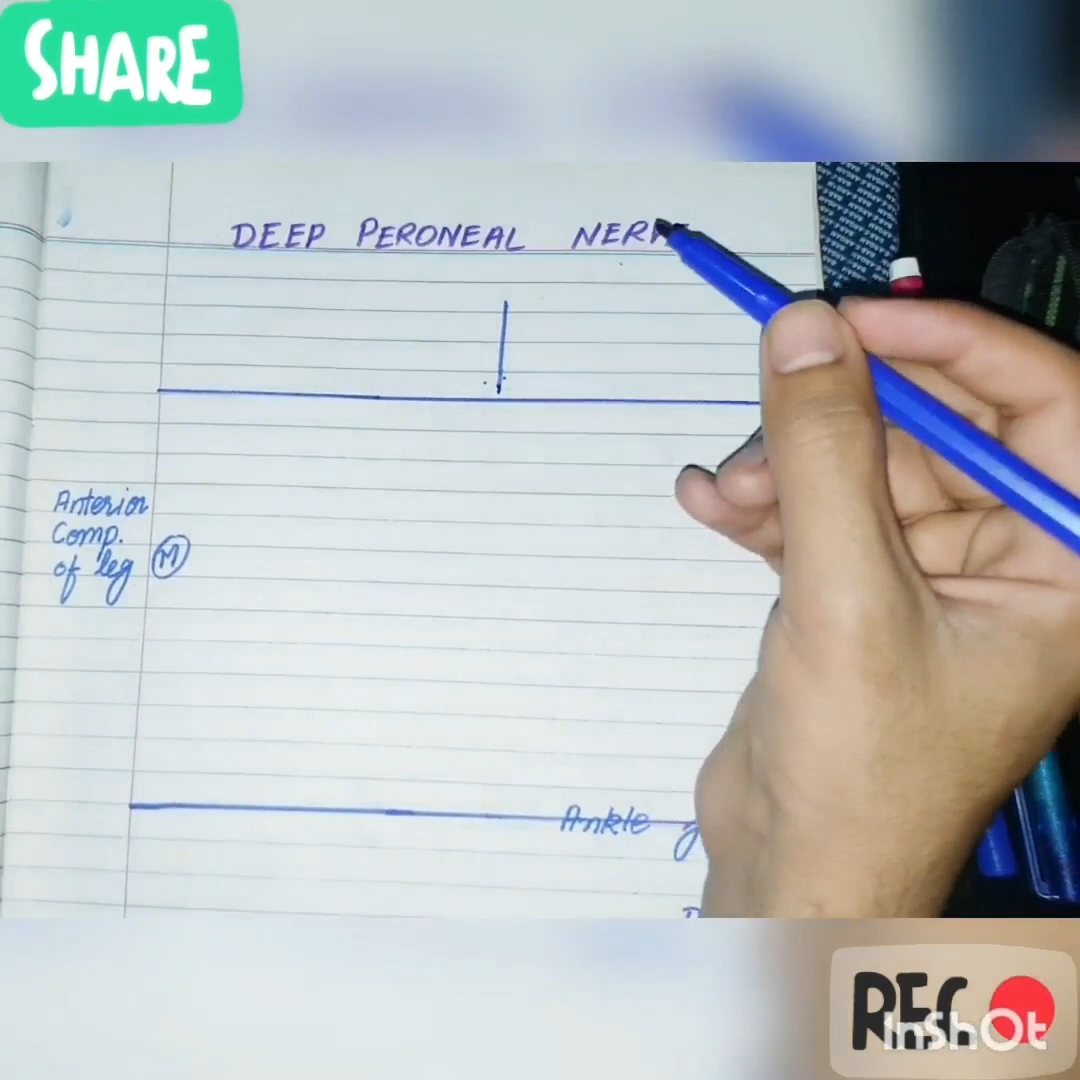 SHARE
DEEP PERONEAL
Anterior
Comp.
of leg M
Ankle
REC
InShOt